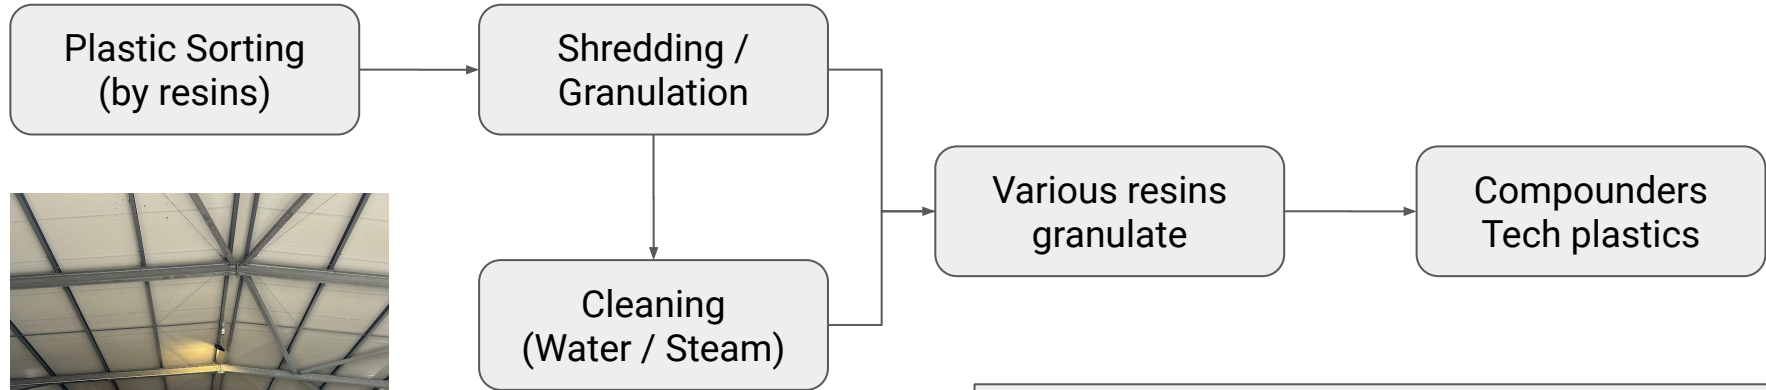 Plastic Sorting
(by resins)
Shredding /
Granulation
Cleaning
(Water / Steam)
Various resins
granulate
Compounders
Tech plastics